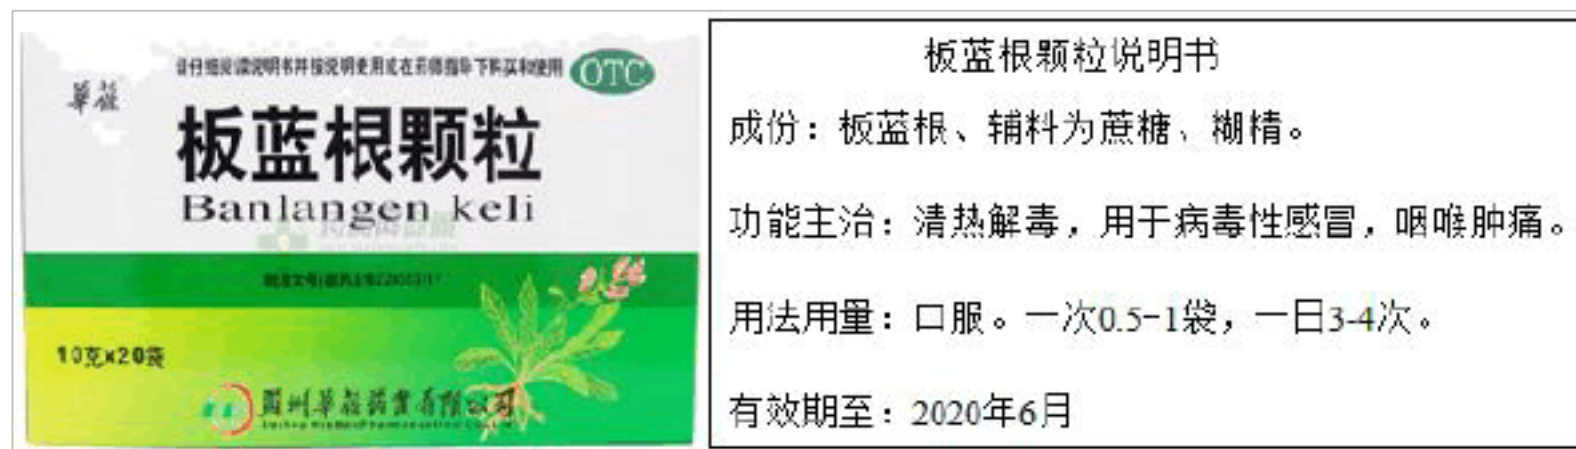 OTC
華蓰
板蓝根颗粒
Banlangen keli
10克x20袋
板蓝根颗粒说明书
成份：板蓝根、辅料为蔗糖、糊精。
功能主治：清热解毒，用于病毒性感冒，咽喉肿痛。
用法用量：口服。一次0.5-1袋，一日3-4次。
有效期至：2020年6月